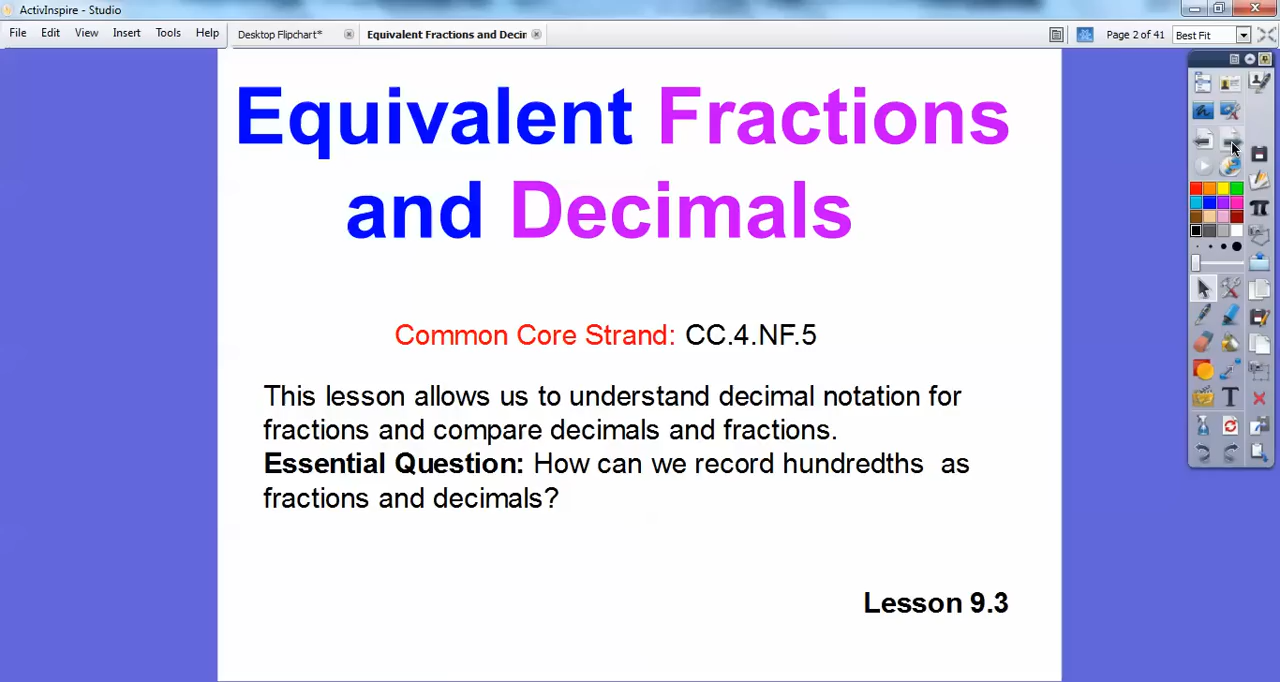 ActivInspire - Studio
File Edit View Insert Tools Help
Desktop Flipchart* Equivalent Fractions and Decir Page 2 of 41 Best Fit
Equivalent Fractions
and Decimals
Common Core Strand: CC.4.NF.5
This lesson allows us to understand decimal notation for
fractions and compare decimals and fractions.
Essential Question: How can we record hundredths as
fractions and decimals?
Lesson 9.3